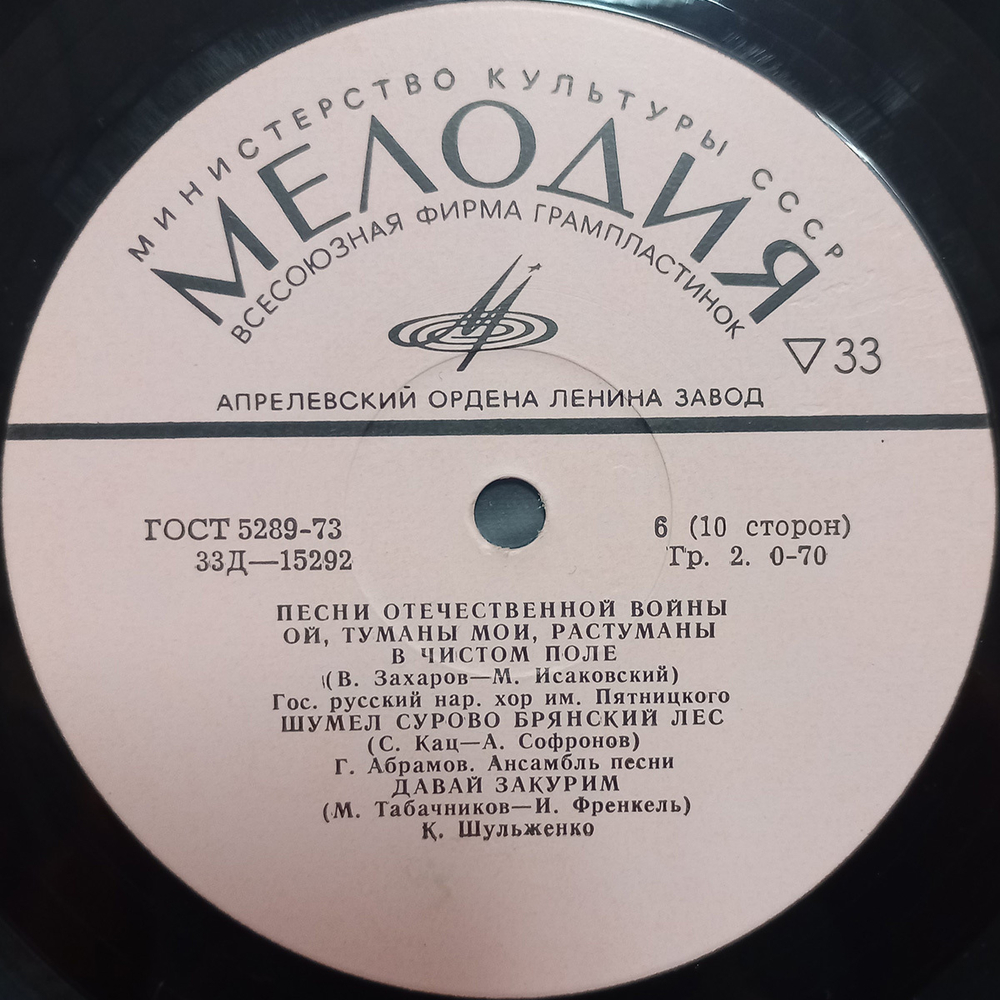 МИНИСТЕРСТВО КУЛЬТУРЫ СССР
МЕЛОДИЯ
ВСЕСОЮЗНАЯ ФИРМА ГРАМПЛАСТИНОК
▽33
АПРЕЛЕВСКИЙ ОРДЕНА ЛЕНИНА ЗАВОД
ГОСТ 5289-73
33Д—15292
6 (10 сторон)
Гр. 2. 0-70
ПЕСНИ ОТЕЧЕСТВЕННОЙ ВОЙНЫ
ОЙ, ТУМАНЫ МОИ, РАСТУМАНЫ
В ЧИСТОМ ПОЛЕ
(В. Захаров—М. Исаковский)
Гос. русский нар. хор им. Пятницкого
ШУМЕЛ СУРОВО БРЯНСКИЙ ЛЕС
(С. Кац—А. Софронов)
Г. Абрамов. Ансамбль песни
ДАВАЙ ЗАКУРИМ
(М. Табачников—И. Френкель)
К. Шульженко